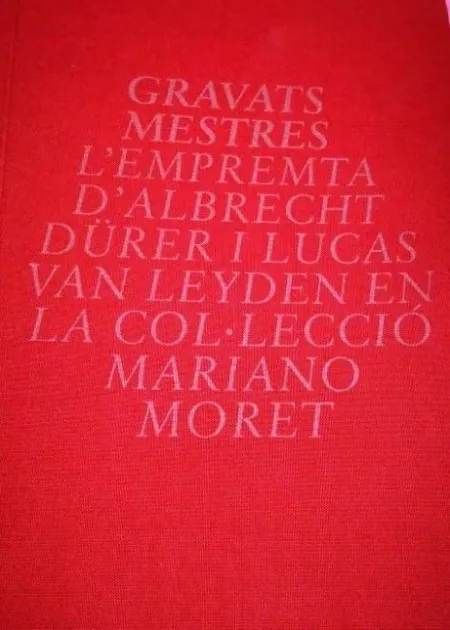 GRAVATS
MESTRES
L'EMPREMTA
D'ALBRECHT
DÜRER I LUCAS
VAN LEYDEN EN
LA COL·LECCIÓ
MARIANO
MORET